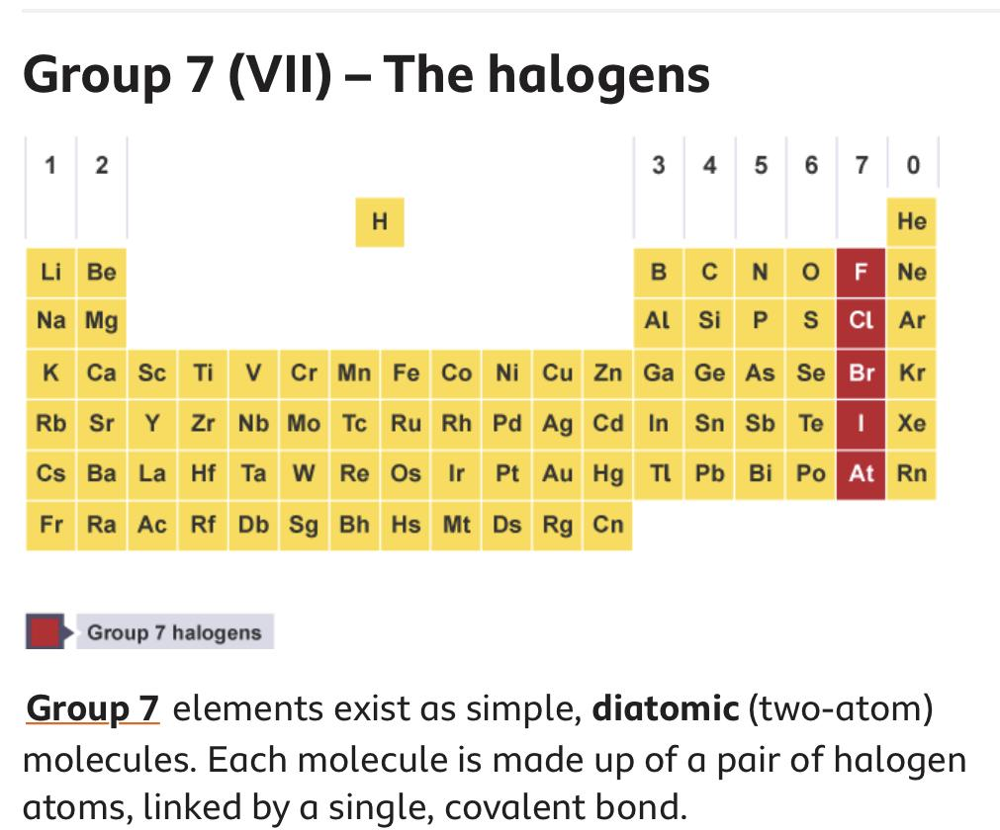 Group 7 (VII) – The halogens
1 2 3 4 5 6 7 0
H He
Li Be B C N O F Ne
Na Mg Al Si P S Cl Ar
K Ca Sc Ti V Cr Mn Fe Co Ni Cu Zn Ga Ge As Se Br Kr
Rb Sr Y Zr Nb Mo Tc Ru Rh Pd Ag Cd In Sn Sb Te I Xe
Cs Ba La Hf Ta W Re Os Ir Pt Au Hg Tl Pb Bi Po At Rn
Fr Ra Ac Rf Db Sg Bh Hs Mt Ds Rg Cn
Group 7 halogens
Group 7 elements exist as simple, diatomic (two-atom)
molecules. Each molecule is made up of a pair of halogen
atoms, linked by a single, covalent bond.